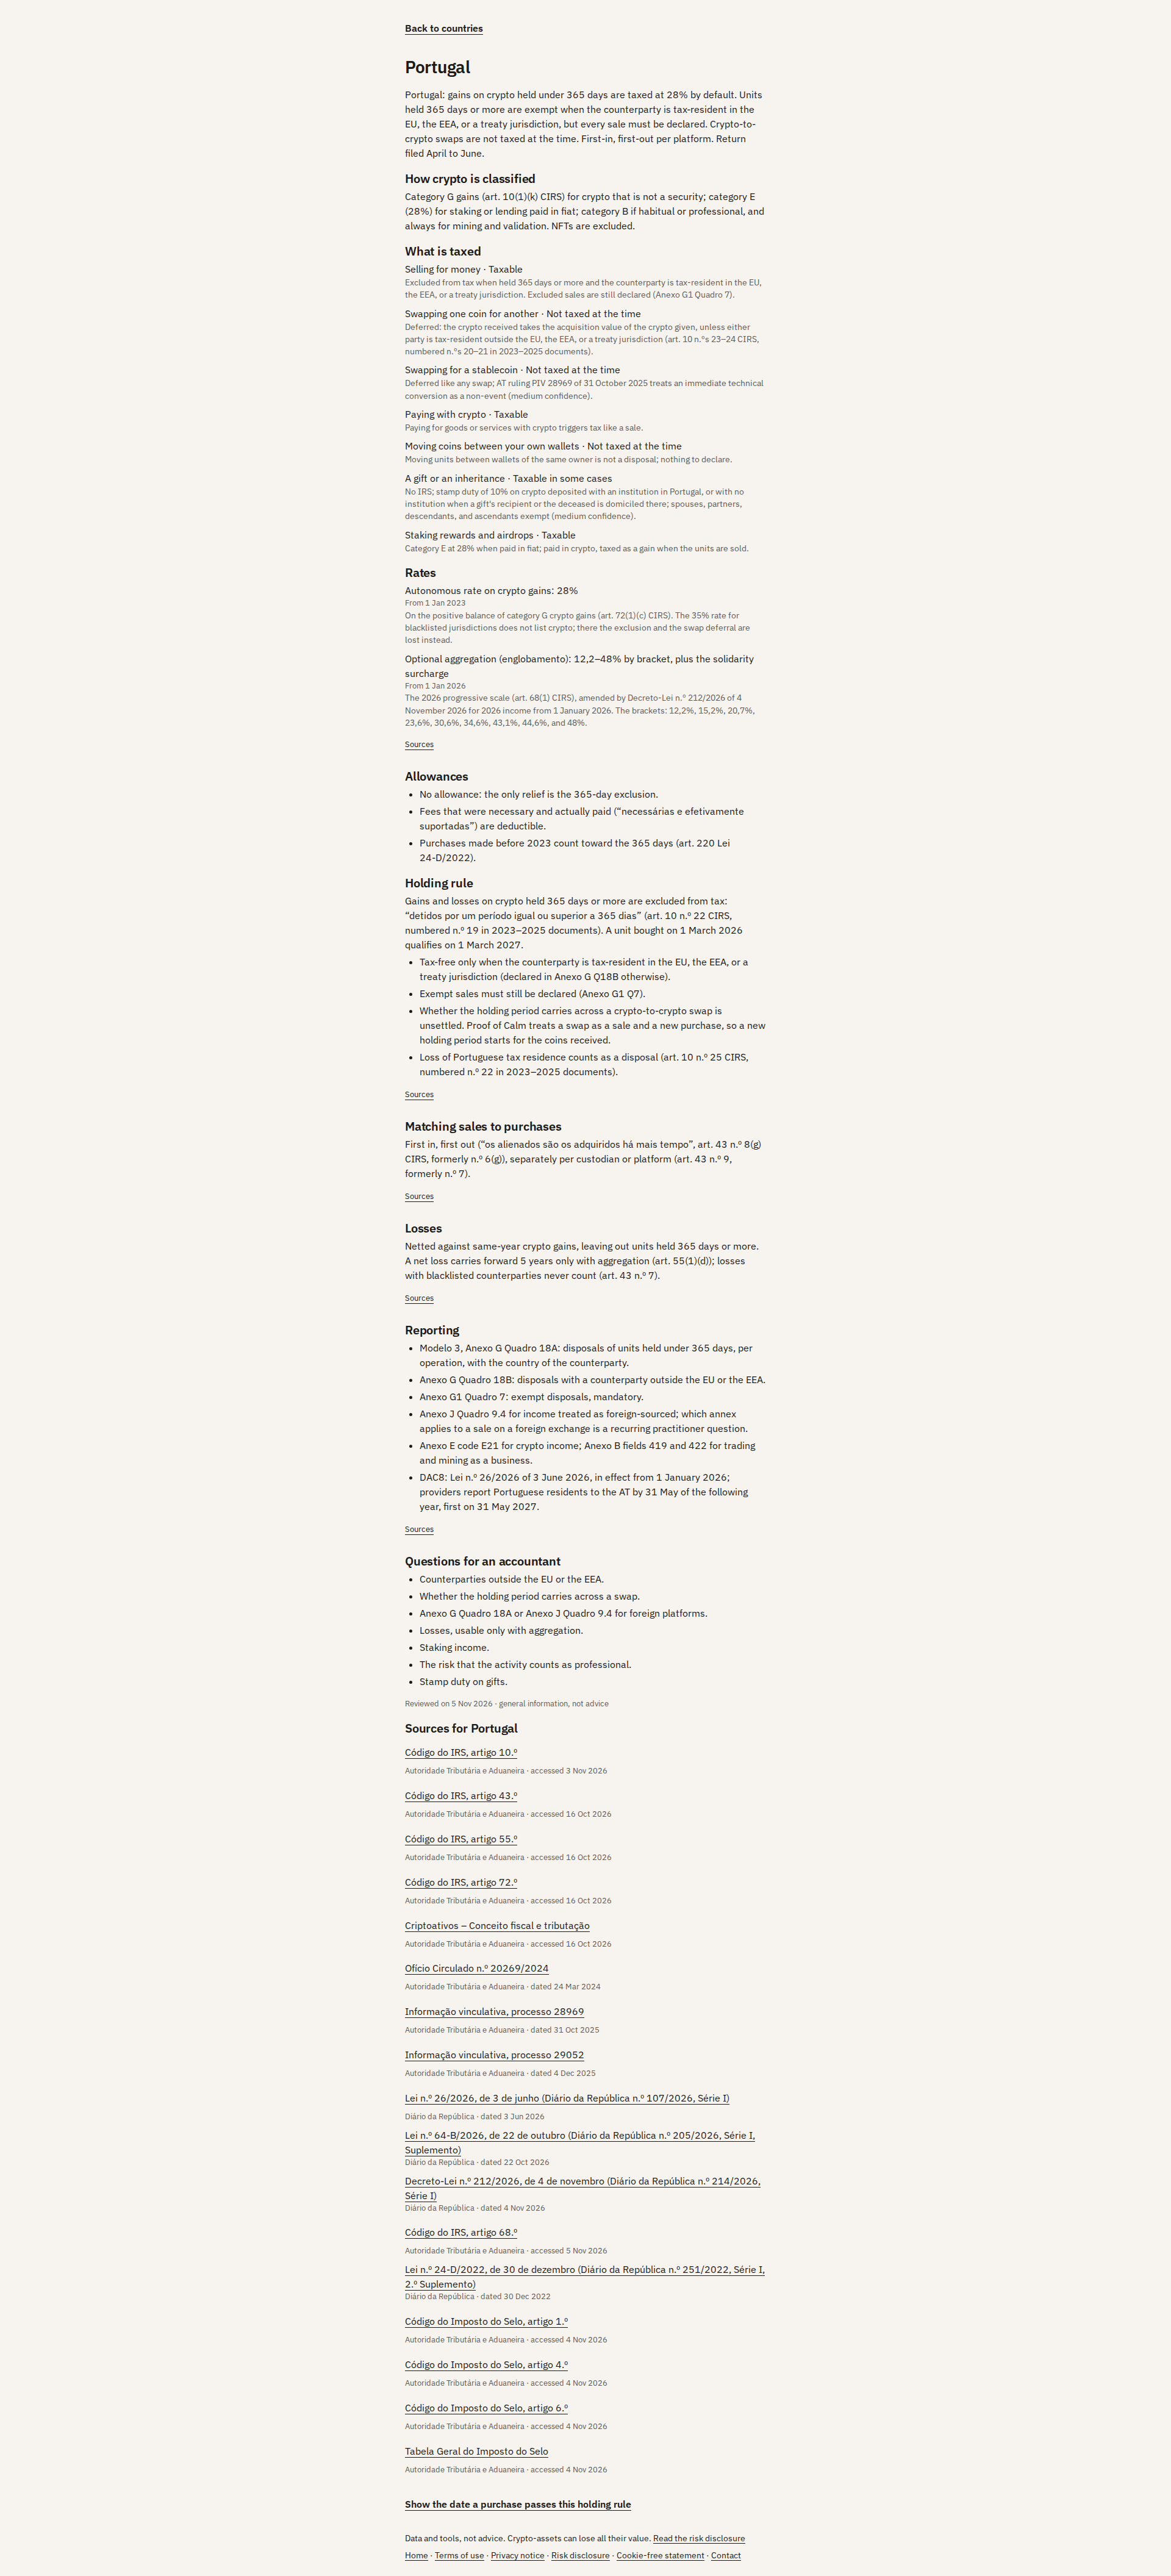 Back to countries
Portugal
Portugal: gains on crypto held under 365 days are taxed at 28% by default. Units
held 365 days or more are exempt when the counterparty is tax-resident in the
EU, the EEA, or a treaty jurisdiction, but every sale must be declared. Crypto-to-
crypto swaps are not taxed at the time. First-in, first-out per platform. Return
filed April to June.
How crypto is classified
Category G gains (art. 10(1)(k) CIRS) for crypto that is not a security; category E
(28%) for staking or lending paid in fiat; category B if habitual or professional, and
always for mining and validation. NFTs are excluded.
What is taxed
Selling for money · Taxable
Excluded from tax when held 365 days or more and the counterparty is tax-resident in the EU,
the EEA, or a treaty jurisdiction. Excluded sales are still declared (Anexo G1 Quadro 7).
Swapping one coin for another · Not taxed at the time
Deferred: the crypto received takes the acquisition value of the crypto given, unless either
party is tax-resident outside the EU, the EEA, or a treaty jurisdiction (art. 10 n.ºs 23–24 CIRS,
numbered n.ºs 20–21 in 2023–2025 documents).
Swapping for a stablecoin · Not taxed at the time
Deferred like any swap; AT ruling PIV 28969 of 31 October 2025 treats an immediate technical
conversion as a non-event (medium confidence).
Paying with crypto · Taxable
Paying for goods or services with crypto triggers tax like a sale.
Moving coins between your own wallets · Not taxed at the time
Moving units between wallets of the same owner is not a disposal; nothing to declare.
A gift or an inheritance · Taxable in some cases
No IRS; stamp duty of 10% on crypto deposited with an institution in Portugal, or with no
institution when a gift's recipient or the deceased is domiciled there; spouses, partners,
descendants, and ascendants exempt (medium confidence).
Staking rewards and airdrops · Taxable
Category E at 28% when paid in fiat; paid in crypto, taxed as a gain when the units are sold.
Rates
Autonomous rate on crypto gains: 28%
From 1 Jan 2023
On the positive balance of category G crypto gains (art. 72(1)(c) CIRS). The 35% rate for
blacklisted jurisdictions does not list crypto; there the exclusion and the swap deferral are
lost instead.
Optional aggregation (englobamento): 12,2–48% by bracket, plus the solidarity
surcharge
From 1 Jan 2026
The 2026 progressive scale (art. 68(1) CIRS), amended by Decreto-Lei n.º 212/2026 of 4
November 2026 for 2026 income from 1 January 2026. The brackets: 12,2%, 15,2%, 20,7%,
23,6%, 30,6%, 34,6%, 43,1%, 44,6%, and 48%.
Sources
Allowances
• No allowance: the only relief is the 365-day exclusion.
• Fees that were necessary and actually paid (“necessárias e efetivamente
suportadas”) are deductible.
• Purchases made before 2023 count toward the 365 days (art. 220 Lei
24-D/2022).
Holding rule
Gains and losses on crypto held 365 days or more are excluded from tax:
“detidos por um período igual ou superior a 365 dias” (art. 10 n.º 22 CIRS,
numbered n.º 19 in 2023–2025 documents). A unit bought on 1 March 2026
qualifies on 1 March 2027.
• Tax-free only when the counterparty is tax-resident in the EU, the EEA, or a
treaty jurisdiction (declared in Anexo G Q18B otherwise).
• Exempt sales must still be declared (Anexo G1 Q7).
• Whether the holding period carries across a crypto-to-crypto swap is
unsettled. Proof of Calm treats a swap as a sale and a new purchase, so a new
holding period starts for the coins received.
• Loss of Portuguese tax residence counts as a disposal (art. 10 n.º 25 CIRS,
numbered n.º 22 in 2023–2025 documents).
Sources
Matching sales to purchases
First in, first out (“os alienados são os adquiridos há mais tempo”, art. 43 n.º 8(g)
CIRS, formerly n.º 6(g)), separately per custodian or platform (art. 43 n.º 9,
formerly n.º 7).
Sources
Losses
Netted against same-year crypto gains, leaving out units held 365 days or more.
A net loss carries forward 5 years only with aggregation (art. 55(1)(d)); losses
with blacklisted counterparties never count (art. 43 n.º 7).
Sources
Reporting
• Modelo 3, Anexo G Quadro 18A: disposals of units held under 365 days, per
operation, with the country of the counterparty.
• Anexo G Quadro 18B: disposals with a counterparty outside the EU or the EEA.
• Anexo G1 Quadro 7: exempt disposals, mandatory.
• Anexo J Quadro 9.4 for income treated as foreign-sourced; which annex
applies to a sale on a foreign exchange is a recurring practitioner question.
• Anexo E code E21 for crypto income; Anexo B fields 419 and 422 for trading
and mining as a business.
• DAC8: Lei n.º 26/2026 of 3 June 2026, in effect from 1 January 2026;
providers report Portuguese residents to the AT by 31 May of the following
year, first on 31 May 2027.
Sources
Questions for an accountant
• Counterparties outside the EU or the EEA.
• Whether the holding period carries across a swap.
• Anexo G Quadro 18A or Anexo J Quadro 9.4 for foreign platforms.
• Losses, usable only with aggregation.
• Staking income.
• The risk that the activity counts as professional.
• Stamp duty on gifts.
Reviewed on 5 Nov 2026 · general information, not advice
Sources for Portugal
Código do IRS, artigo 10.º
Autoridade Tributária e Aduaneira · accessed 3 Nov 2026
Código do IRS, artigo 43.º
Autoridade Tributária e Aduaneira · accessed 16 Oct 2026
Código do IRS, artigo 55.º
Autoridade Tributária e Aduaneira · accessed 16 Oct 2026
Código do IRS, artigo 72.º
Autoridade Tributária e Aduaneira · accessed 16 Oct 2026
Criptoativos – Conceito fiscal e tributação
Autoridade Tributária e Aduaneira · accessed 16 Oct 2026
Ofício Circulado n.º 20269/2024
Autoridade Tributária e Aduaneira · dated 24 Mar 2024
Informação vinculativa, processo 28969
Autoridade Tributária e Aduaneira · dated 31 Oct 2025
Informação vinculativa, processo 29052
Autoridade Tributária e Aduaneira · dated 4 Dec 2025
Lei n.º 26/2026, de 3 de junho (Diário da República n.º 107/2026, Série I)
Diário da República · dated 3 Jun 2026
Lei n.º 64-B/2026, de 22 de outubro (Diário da República n.º 205/2026, Série I,
Suplemento)
Diário da República · dated 22 Oct 2026
Decreto-Lei n.º 212/2026, de 4 de novembro (Diário da República n.º 214/2026,
Série I)
Diário da República · dated 4 Nov 2026
Código do IRS, artigo 68.º
Autoridade Tributária e Aduaneira · accessed 5 Nov 2026
Lei n.º 24-D/2022, de 30 de dezembro (Diário da República n.º 251/2022, Série I,
2.º Suplemento)
Diário da República · dated 30 Dec 2022
Código do Imposto do Selo, artigo 1.º
Autoridade Tributária e Aduaneira · accessed 4 Nov 2026
Código do Imposto do Selo, artigo 4.º
Autoridade Tributária e Aduaneira · accessed 4 Nov 2026
Código do Imposto do Selo, artigo 6.º
Autoridade Tributária e Aduaneira · accessed 4 Nov 2026
Tabela Geral do Imposto do Selo
Autoridade Tributária e Aduaneira · accessed 4 Nov 2026
Show the date a purchase passes this holding rule
Data and tools, not advice. Crypto-assets can lose all their value. Read the risk disclosure
Home · Terms of use · Privacy notice · Risk disclosure · Cookie-free statement · Contact